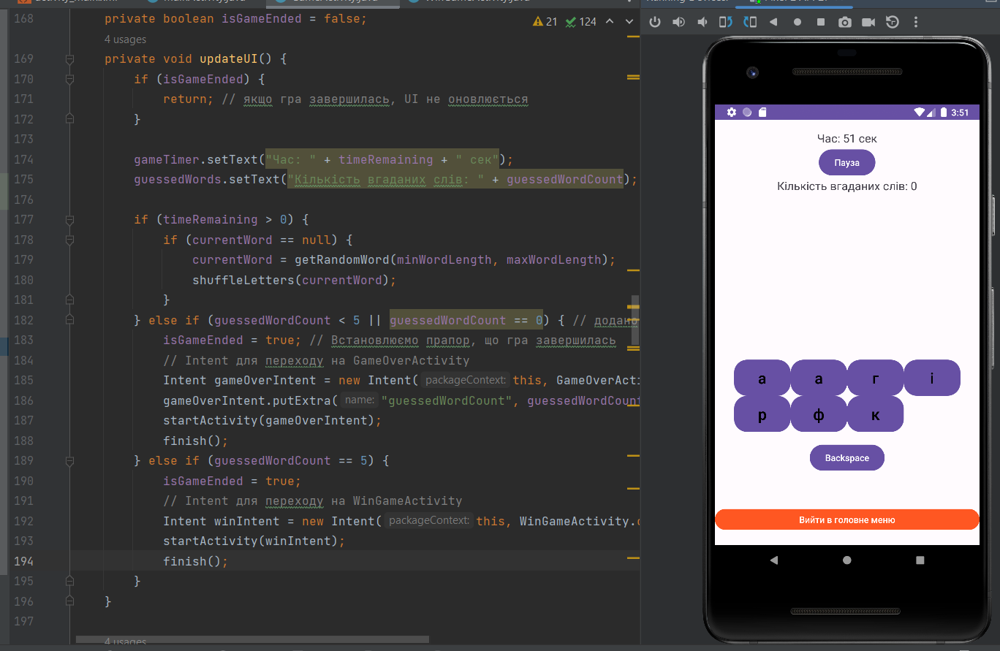 168 private boolean isGameEnded = false;
21 124
4 usages
169 private void updateUI() {
170 if (isGameEnded) {
171 return; // якщо гра завершилась, UI не оновлюється
172 }
173
174 gameTimer.setText("Час: " + timeRemaining + " сек");
175 guessedWords.setText("Кількість вгаданих слів: " + guessedWordCount);
176
177 if (timeRemaining > 0) {
178 if (currentWord == null) {
179 currentWord = getRandomWord(minWordLength, maxWordLength);
180 shuffleLetters(currentWord);
181 }
182 } else if (guessedWordCount < 5 || guessedWordCount == 0) { // додано
183 isGameEnded = true; // Встановлюємо прапор, що гра завершилась
184 // Intent для переходу на GameOverActivity
185 Intent gameOverIntent = new Intent( packageContext: this, GameOverActi
186 gameOverIntent.putExtra( name: "guessedWordCount", guessedWordCount
187 startActivity(gameOverIntent);
188 finish();
189 } else if (guessedWordCount == 5) {
190 isGameEnded = true;
191 // Intent для переходу на WinGameActivity
192 Intent winIntent = new Intent( packageContext: this, WinGameActivity.c
193 startActivity(winIntent);
194 finish();
195 }
196 }
197
4 usages
3:51
Час: 51 сек
Пауза
Кількість вгаданих слів: 0
а а г і
р ф к
Backspace
Вийти в головне меню